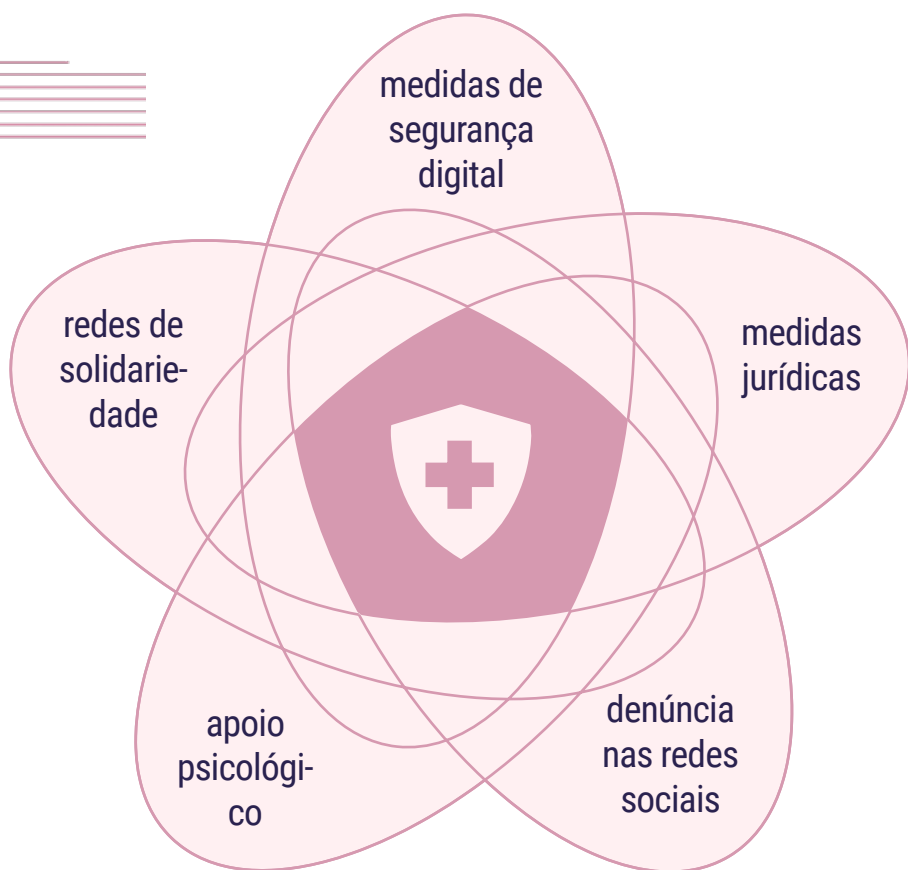 medidas de
segurança
digital
redes de
solidarie-
dade
medidas
jurídicas
apoio
psicológi-
co
denúncia
nas redes
sociais